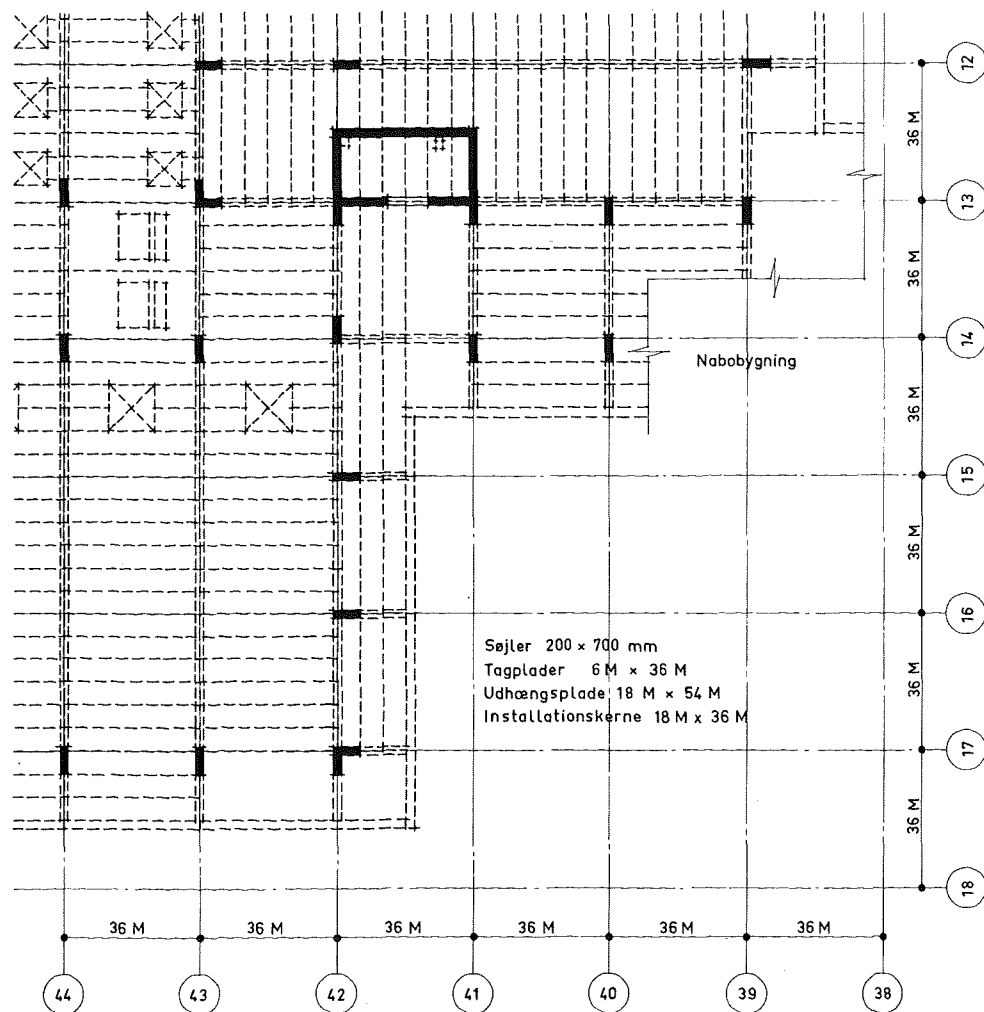 12
36 M
13
36 M
14
Nabobygning
36 M
15
36 M
16
Søjler 200 × 700 mm
Tagplader 6 M × 36 M
Udhængsplade 18 M × 54 M
Installationskerne 18 M x 36 M
36 M
17
36 M
18
36 M 36 M 36 M 36 M 36 M 36 M
44 43 42 41 40 39 38